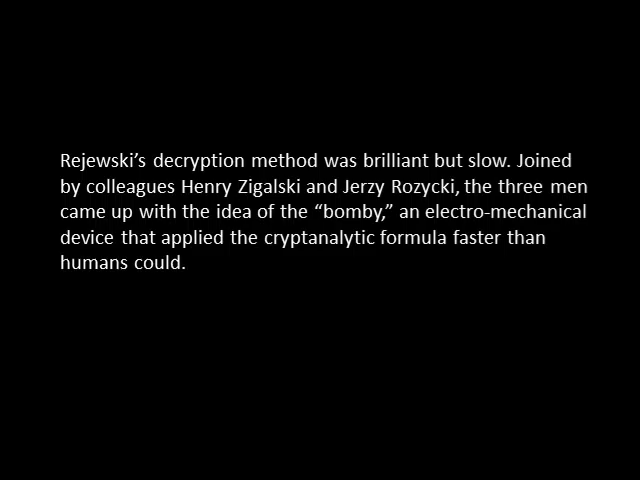 Rejewski’s decryption method was brilliant but slow. Joined
by colleagues Henry Zigalski and Jerzy Rozycki, the three men
came up with the idea of the “bomby,” an electro-mechanical
device that applied the cryptanalytic formula faster than
humans could.